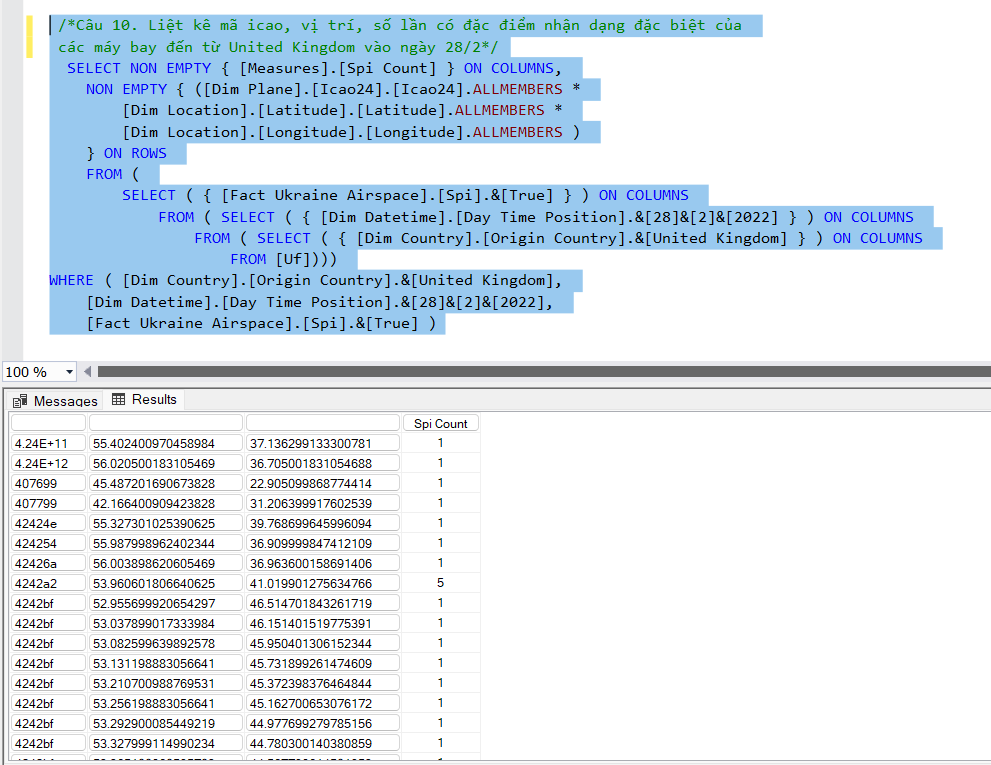 /*Câu 10. Liệt kê mã icao, vị trí, số lần có đặc điểm nhận dạng đặc biệt của
các máy bay đến từ United Kingdom vào ngày 28/2*/
SELECT NON EMPTY { [Measures].[Spi Count] } ON COLUMNS,
NON EMPTY { ([Dim Plane].[Icao24].[Icao24].ALLMEMBERS *
[Dim Location].[Latitude].[Latitude].ALLMEMBERS *
[Dim Location].[Longitude].[Longitude].ALLMEMBERS )
} ON ROWS
FROM (
SELECT ( { [Fact Ukraine Airspace].[Spi].&[True] } ) ON COLUMNS
FROM ( SELECT ( { [Dim Datetime].[Day Time Position].&[28]&[2]&[2022] } ) ON COLUMNS
FROM ( SELECT ( { [Dim Country].[Origin Country].&[United Kingdom] } ) ON COLUMNS
FROM [Uf])))
WHERE ( [Dim Country].[Origin Country].&[United Kingdom],
[Dim Datetime].[Day Time Position].&[28]&[2]&[2022],
[Fact Ukraine Airspace].[Spi].&[True] )
100 %
Messages Results
Spi Count
4.24E+11 55.402400970458984 37.136299133300781 1
4.24E+12 56.020500183105469 36.705001831054688 1
407699 45.487201690673828 22.905099868774414 1
407799 42.166400909423828 31.206399917602539 1
42424e 55.327301025390625 39.768699645996094 1
424254 55.987998962402344 36.909999847412109 1
42426a 56.003898620605469 36.963600158691406 1
4242a2 53.960601806640625 41.019901275634766 5
4242bf 52.955699920654297 46.514701843261719 1
4242bf 53.037899017333984 46.151401519775391 1
4242bf 53.082599639892578 45.950401306152344 1
4242bf 53.131198883056641 45.731899261474609 1
4242bf 53.210700988769531 45.372398376464844 1
4242bf 53.256198883056641 45.162700653076172 1
4242bf 53.292900085449219 44.977699279785156 1
4242bf 53.327999114990234 44.780300140380859 1